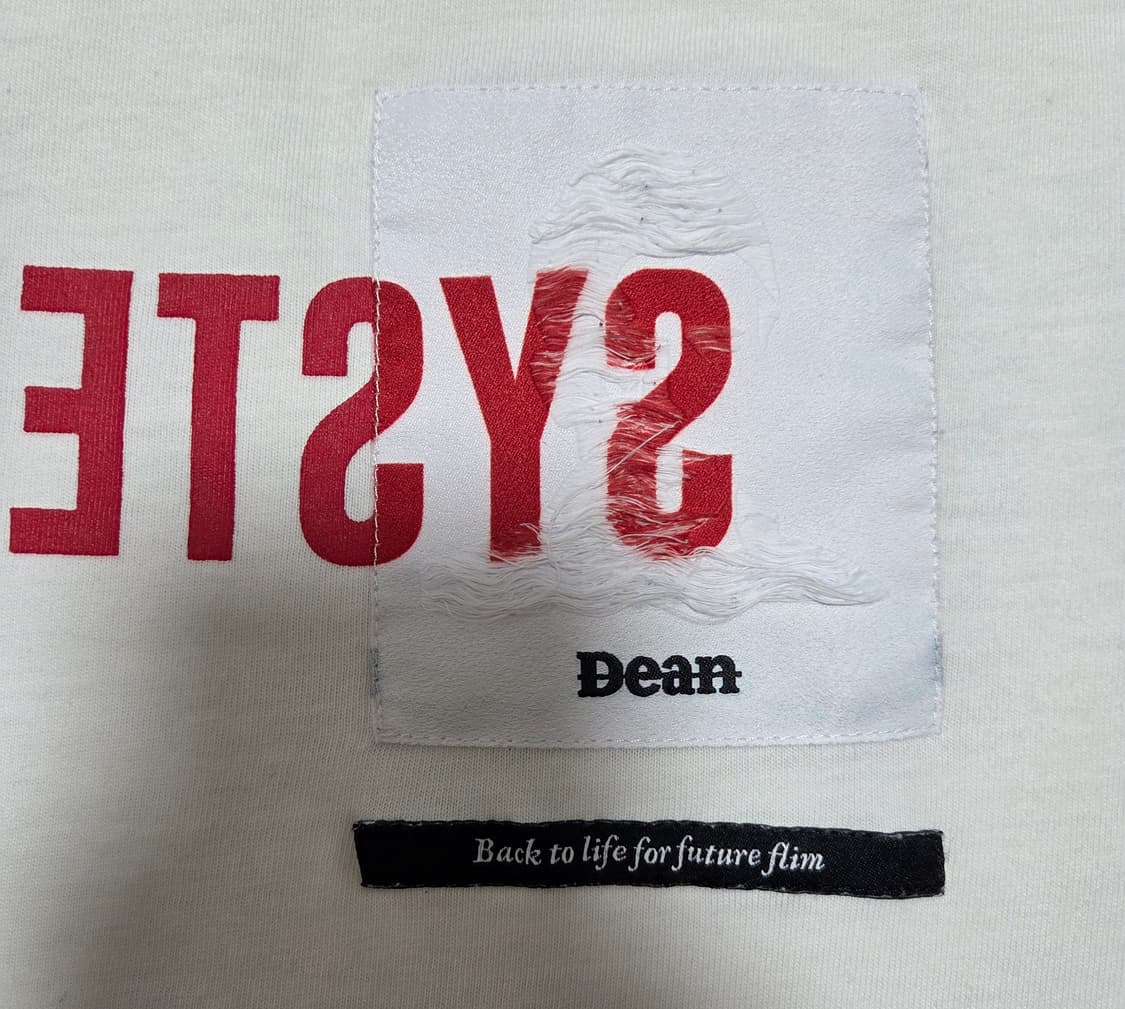 SYSTE
Dean
Back to life for future flim